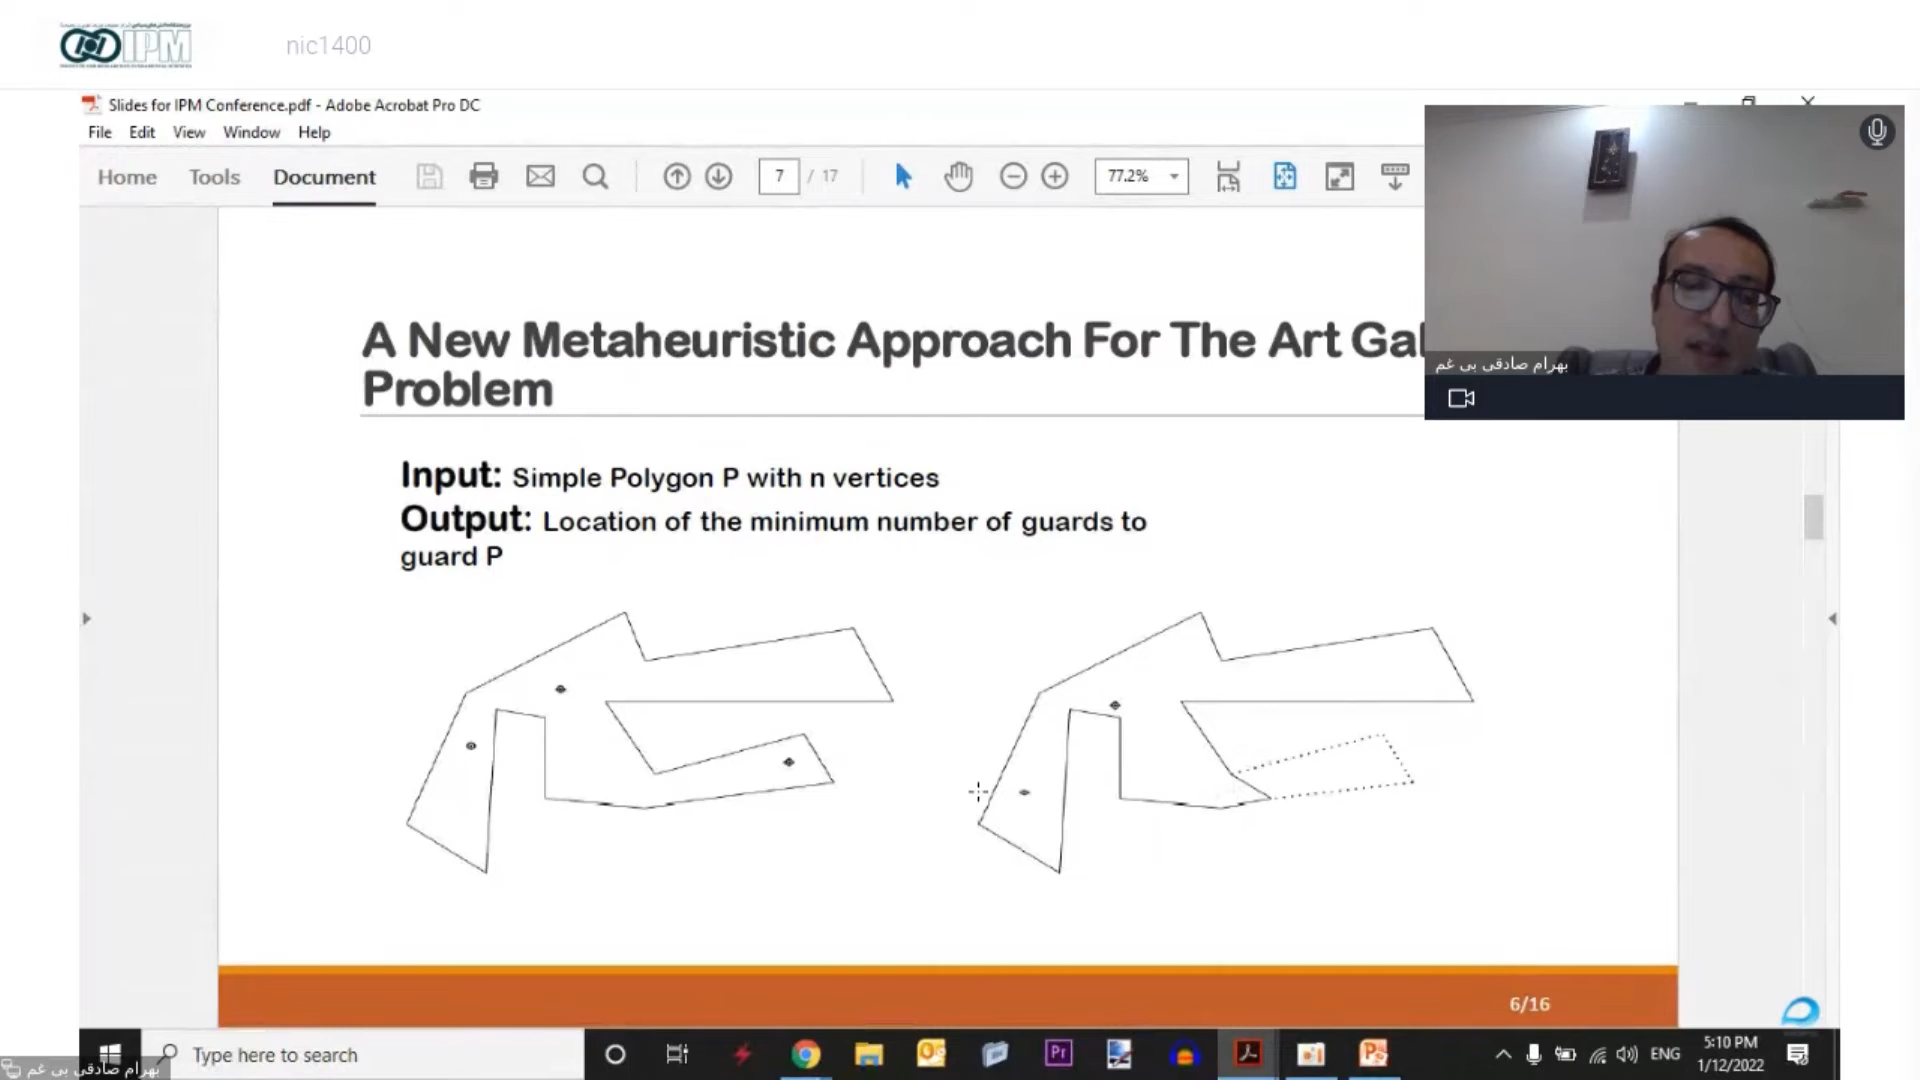 IPM
nic1400
Slides for IPM Conference.pdf - Adobe Acrobat Pro DC
File Edit View Window Help
Home Tools Document 7 / 17 77.2%
بهرام صادقی بی غم
A New Metaheuristic Approach For The Art Gal
Problem
Input: Simple Polygon P with n vertices
Output: Location of the minimum number of guards to
guard P
6/16
Type here to search
Pr
ENG
5:10 PM
1/12/2022
بهرام صادقی بی غم